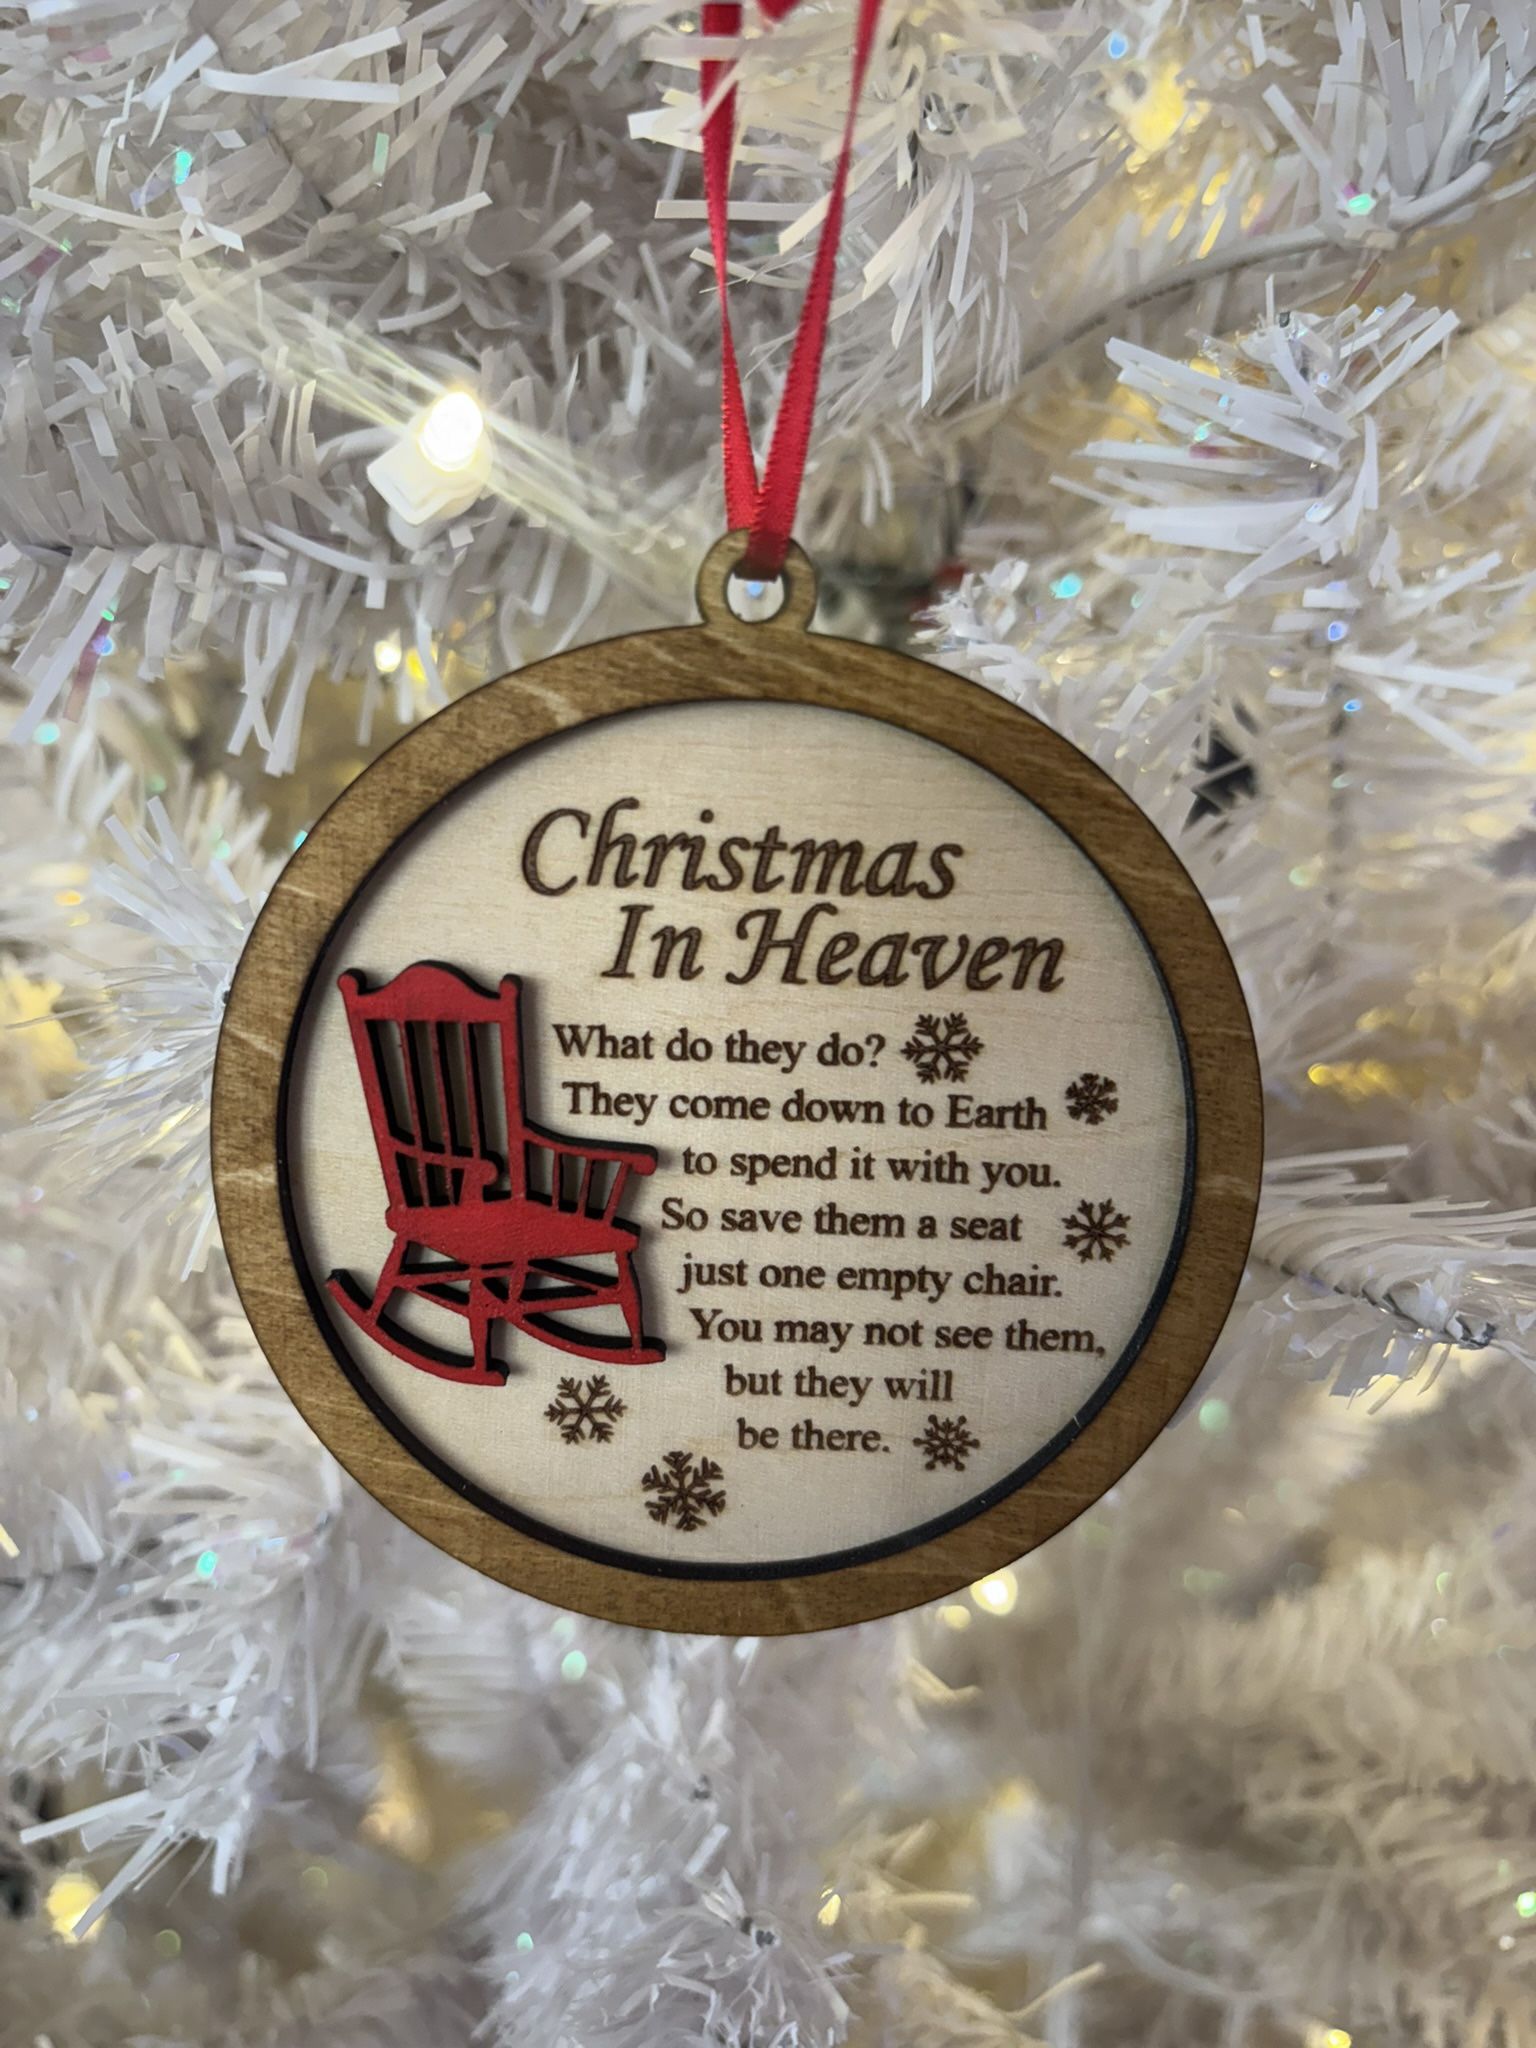 Christmas
In Heaven
What do they do?
They come down to Earth
to spend it with you.
So save them a seat
just one empty chair.
You may not see them,
but they will
be there.